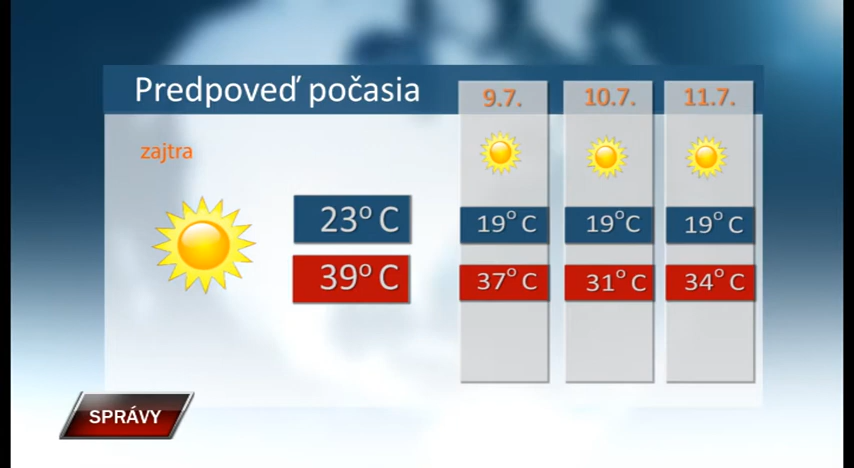 Predpoveď počasia
zajtra
23° C
39° C
9.7.
19° C
37° C
10.7.
19°C
31° C
11.7.
19° C
34° C
SPRÁVY